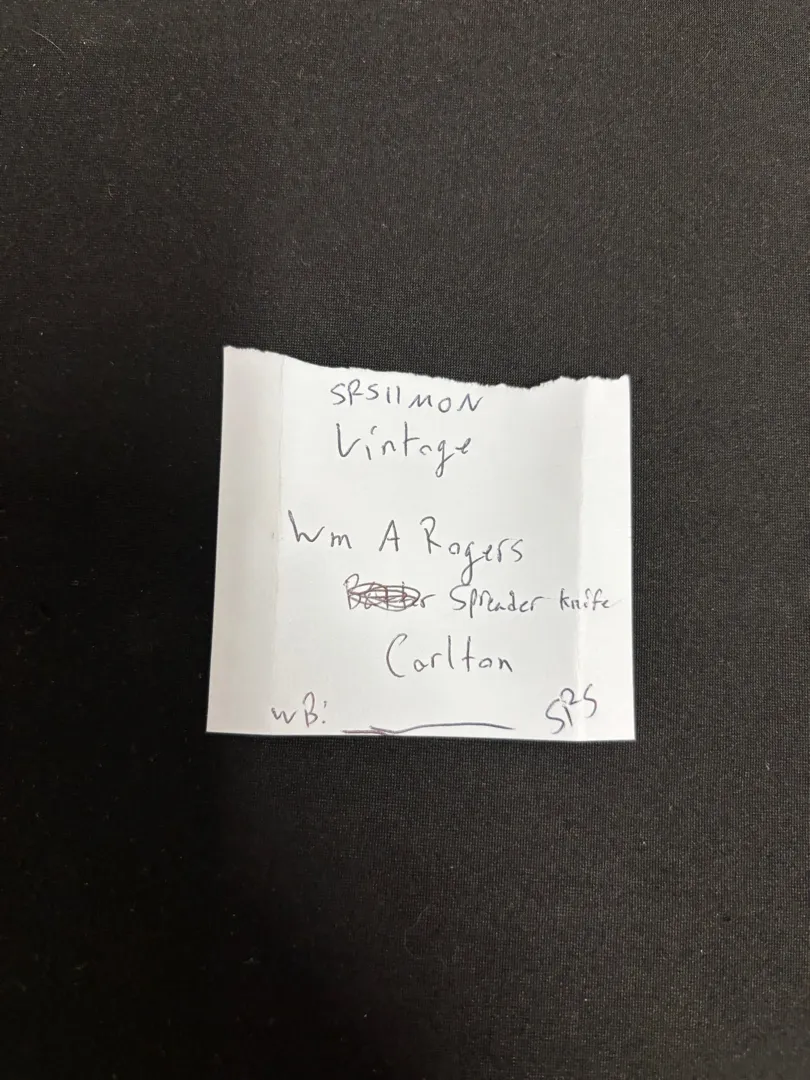 SRS11MON
Vintage
Wm A Rogers
Spreader knife
Carlton
WB: SRS